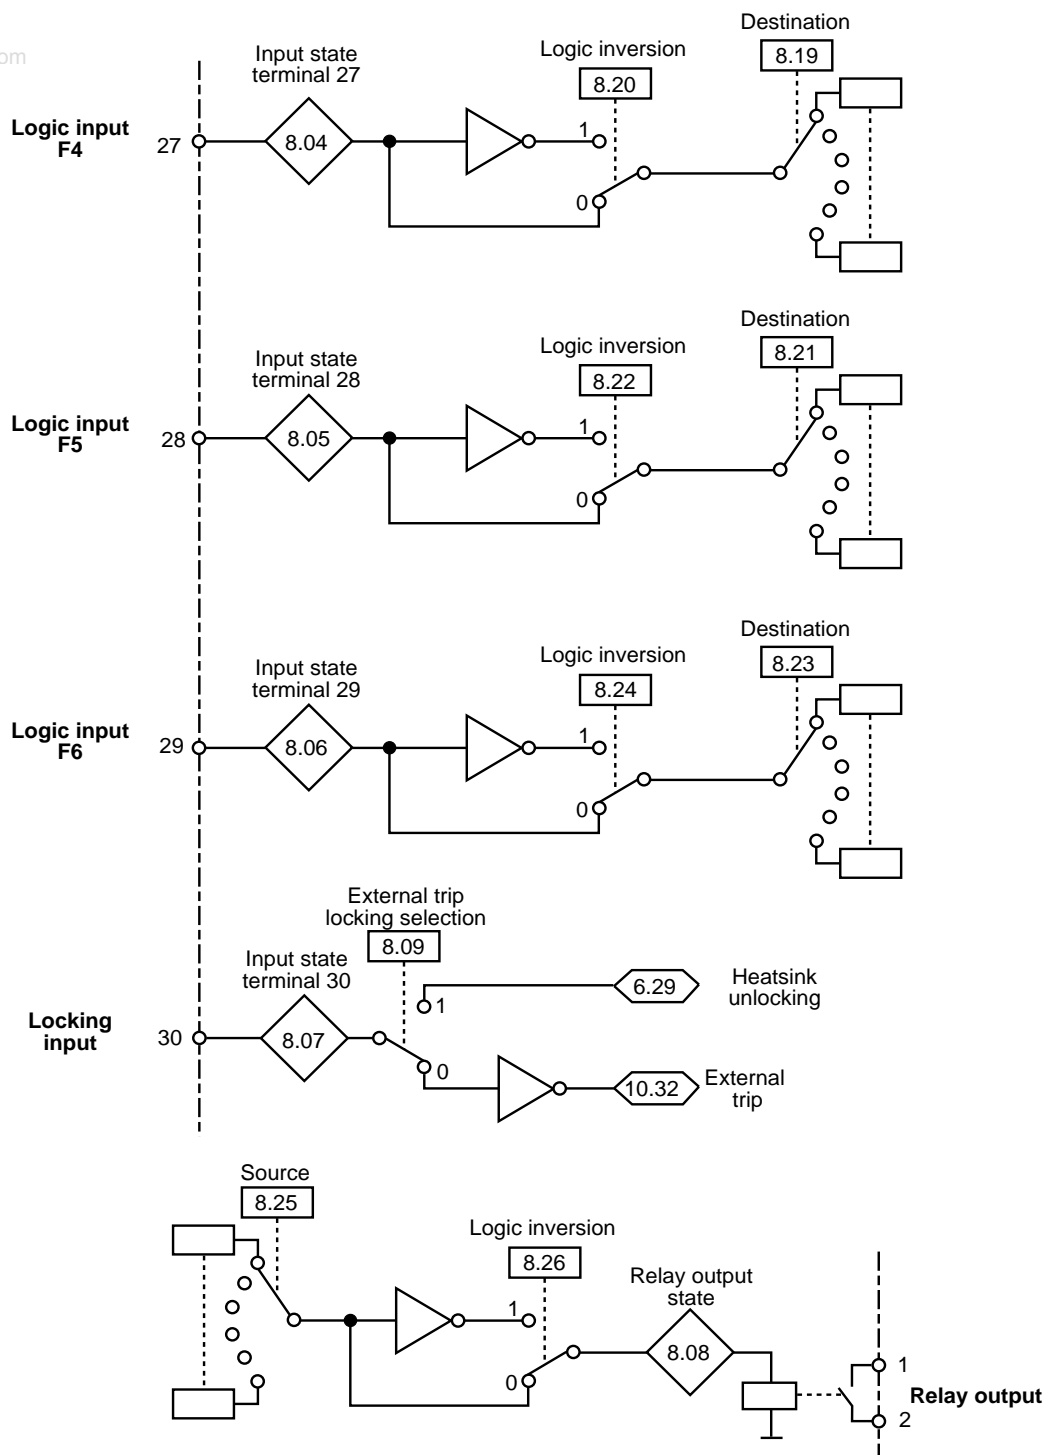 om
Input state
terminal 27
Logic inversion
Destination
8.20
8.19
Logic input
F4
27
8.04
1
0
Input state
terminal 28
Logic inversion
Destination
8.22
8.21
Logic input
F5
28
8.05
1
0
Input state
terminal 29
Logic inversion
Destination
8.24
8.23
Logic input
F6
29
8.06
1
0
External trip
locking selection
8.09
Input state
terminal 30
Locking
input
30
8.07
1
0
6.29
Heatsink
unlocking
10.32
External
trip
Source
8.25
Logic inversion
8.26
1
0
Relay output
state
8.08
1
Relay output
2